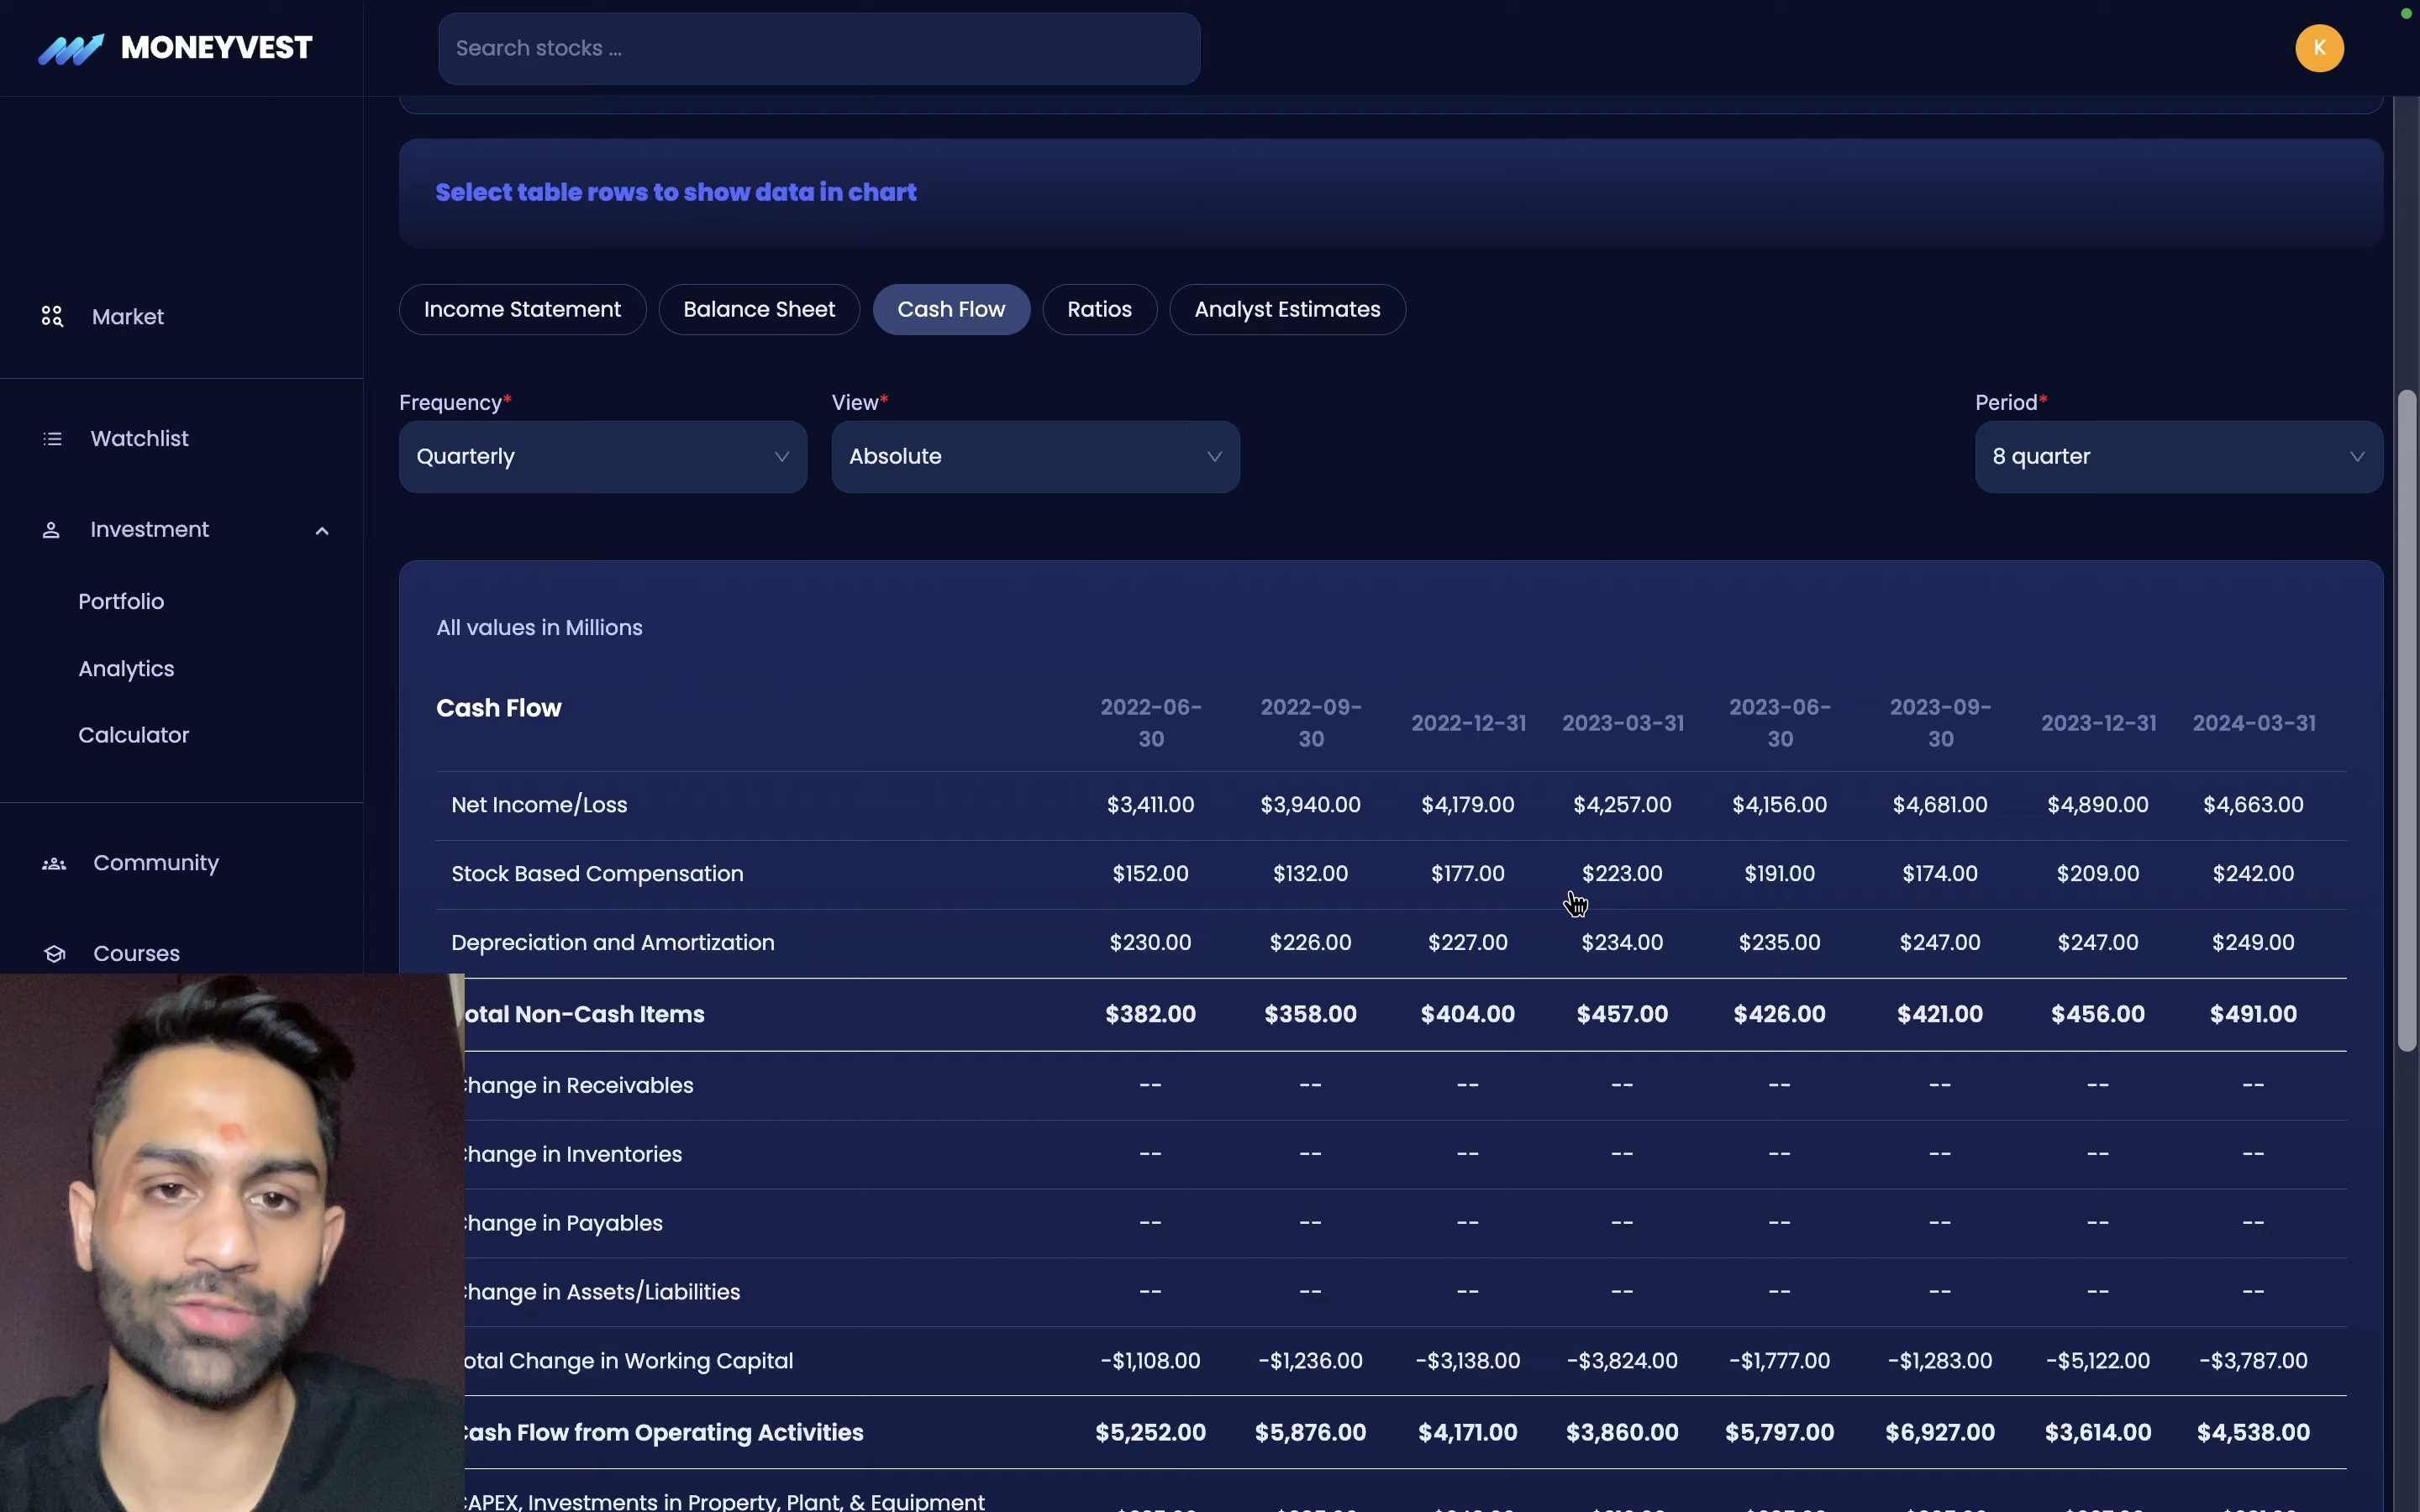 MONEYVEST
Search stocks ...
K
Select table rows to show data in chart
Market
Income Statement Balance Sheet Cash Flow Ratios Analyst Estimates
Frequency* View* Period*
Quarterly Absolute 8 quarter
Watchlist
Investment
Portfolio
Analytics
Calculator
Community
Courses
All values in Millions
Cash Flow 2022-06-30 2022-09-30 2022-12-31 2023-03-31 2023-06-30 2023-09-30 2023-12-31 2024-03-31
Net Income/Loss $3,411.00 $3,940.00 $4,179.00 $4,257.00 $4,156.00 $4,681.00 $4,890.00 $4,663.00
Stock Based Compensation $152.00 $132.00 $177.00 $223.00 $191.00 $174.00 $209.00 $242.00
Depreciation and Amortization $230.00 $226.00 $227.00 $234.00 $235.00 $247.00 $247.00 $249.00
otal Non-Cash Items $382.00 $358.00 $404.00 $457.00 $426.00 $421.00 $456.00 $491.00
hange in Receivables -- -- -- -- -- -- -- --
hange in Inventories -- -- -- -- -- -- -- --
hange in Payables -- -- -- -- -- -- -- --
hange in Assets/Liabilities -- -- -- -- -- -- -- --
otal Change in Working Capital -$1,108.00 -$1,236.00 -$3,138.00 -$3,824.00 -$1,777.00 -$1,283.00 -$5,122.00 -$3,787.00
ash Flow from Operating Activities $5,252.00 $5,876.00 $4,171.00 $3,860.00 $5,797.00 $6,927.00 $3,614.00 $4,538.00
CAPEX, Investments in Property, Plant, & Equipment